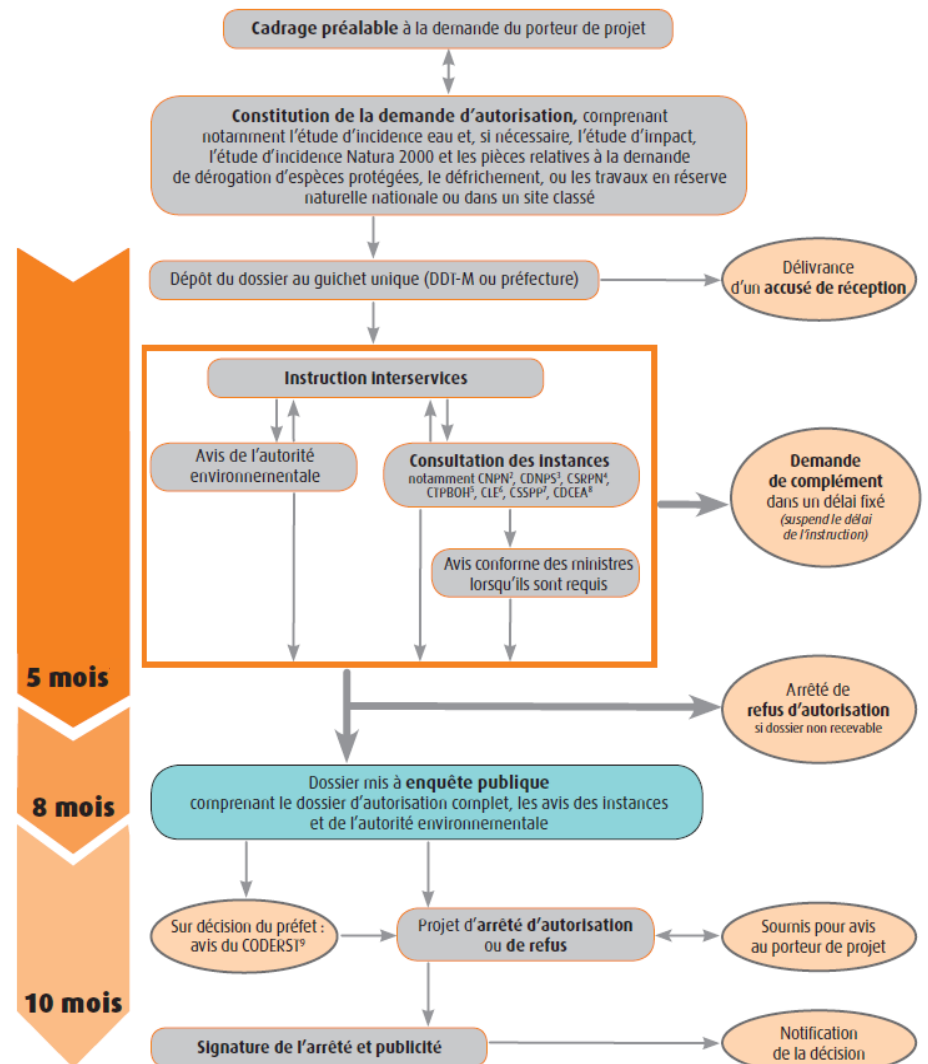 Cadrage préalable à la demande du porteur de projet
Constitution de la demande d'autorisation, comprenant
notamment l'étude d'incidence eau et, si nécessaire, l'étude d'impact,
l'étude d'incidence Natura 2000 et les pièces relatives à la demande
de dérogation d'espèces protégées, le défrichement, ou les travaux en réserve
naturelle nationale ou dans un site classé
Dépôt du dossier au guichet unique (DDT-M ou préfecture)
Délivrance
d'un accusé de réception
Instruction interservices
Avis de l'autorité
environnementale
Consultation des instances
notamment CNPN², CDNPS³, CSRPN⁴,
CTPBOH⁵, CLE⁶, CSSPP⁷, CDCEA⁸
Avis conforme des ministres
lorsqu'ils sont requis
Demande
de complément
dans un délai fixé
(suspend le délai
de l'instruction)
5 mois
Arrêté de
refus d'autorisation
si dossier non recevable
8 mois
Dossier mis à enquête publique
comprenant le dossier d'autorisation complet, les avis des instances
et de l'autorité environnementale
Sur décision du préfet :
avis du CODERST⁹
Projet d'arrêté d'autorisation
ou de refus
Soumis pour avis
au porteur de projet
10 mois
Signature de l'arrêté et publicité
Notification
de la décision